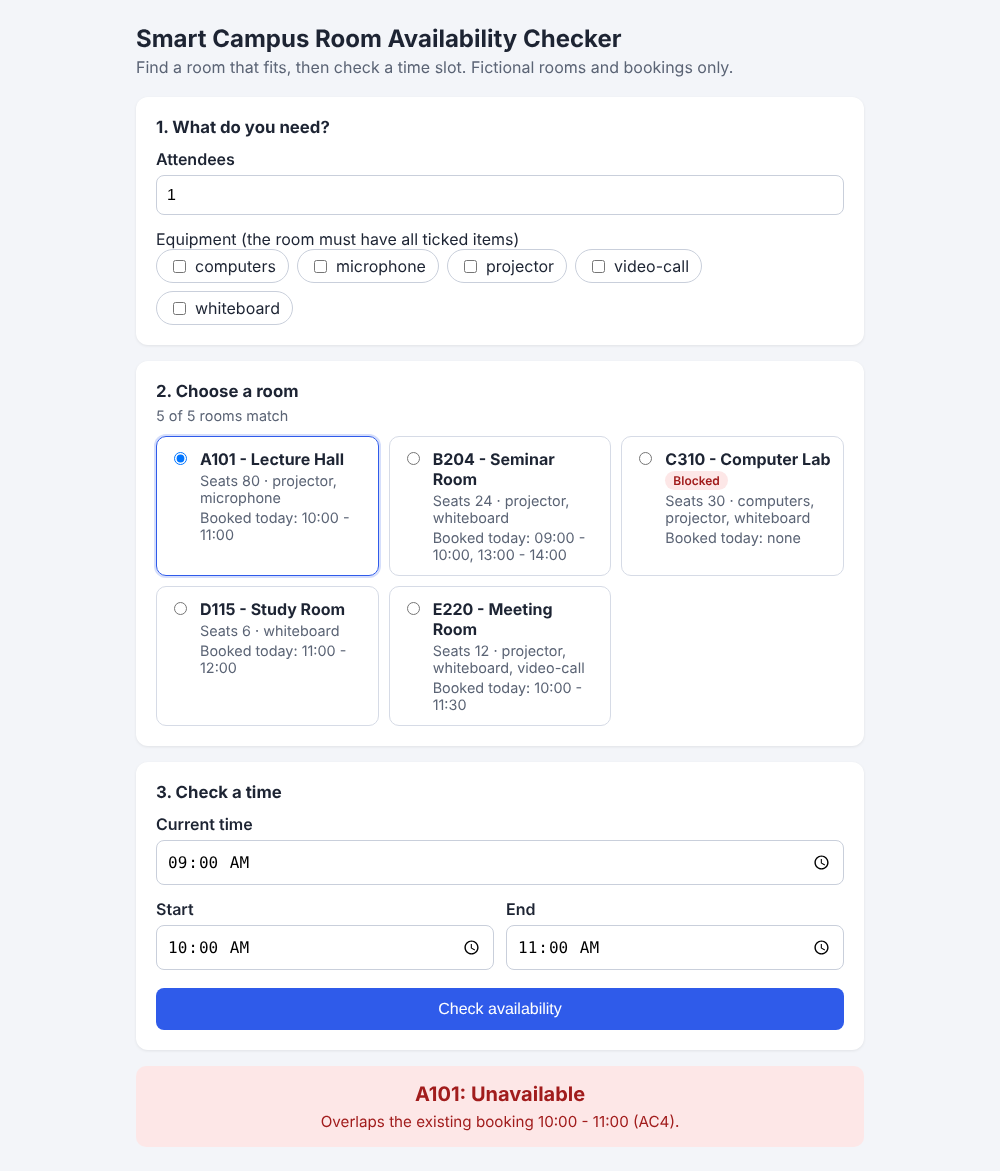 Smart Campus Room Availability Checker
Find a room that fits, then check a time slot. Fictional rooms and bookings only.
1. What do you need?
Attendees
1
Equipment (the room must have all ticked items)
computers microphone projector video-call
whiteboard
2. Choose a room
5 of 5 rooms match
A101 - Lecture Hall
Seats 80 · projector,
microphone
Booked today: 10:00 -
11:00
B204 - Seminar
Room
Seats 24 · projector,
whiteboard
Booked today: 09:00 -
10:00, 13:00 - 14:00
C310 - Computer Lab
Blocked
Seats 30 · computers,
projector, whiteboard
Booked today: none
D115 - Study Room
Seats 6 · whiteboard
Booked today: 11:00 -
12:00
E220 - Meeting
Room
Seats 12 · projector,
whiteboard, video-call
Booked today: 10:00 -
11:30
3. Check a time
Current time
09:00 AM
Start
10:00 AM
End
11:00 AM
Check availability
A101: Unavailable
Overlaps the existing booking 10:00 - 11:00 (AC4).